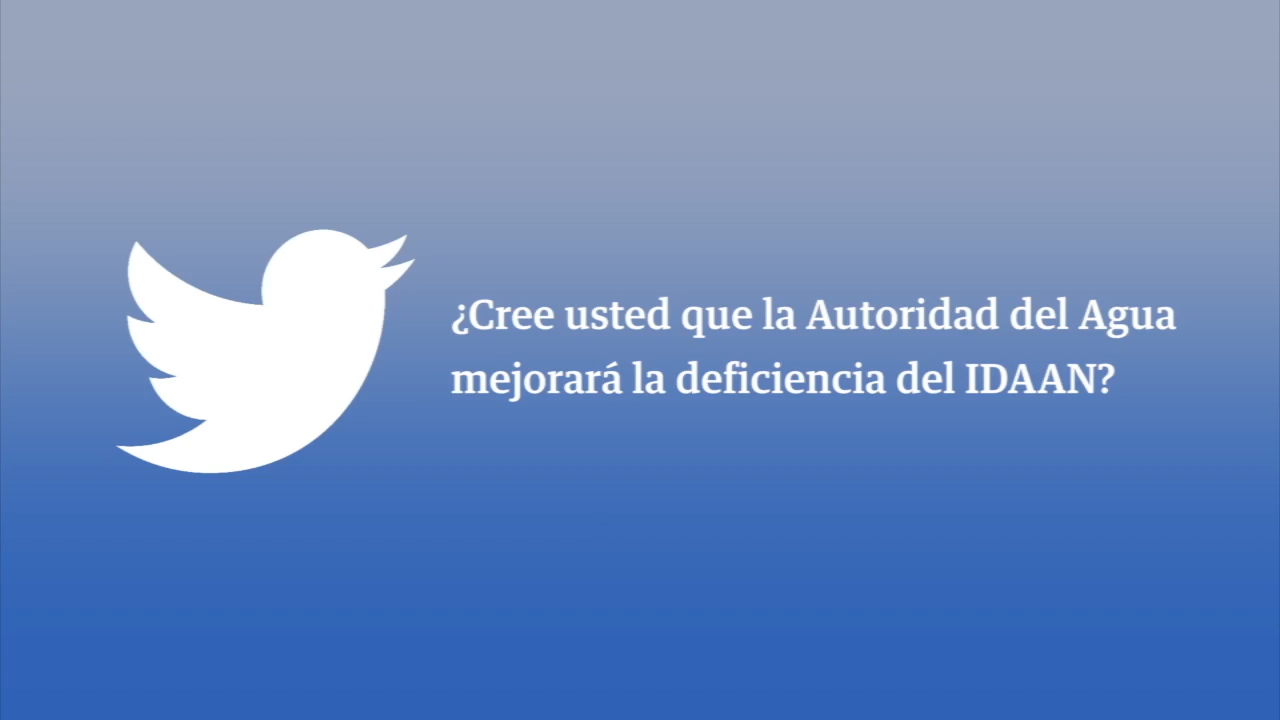 ¿Cree usted que la Autoridad del Agua
mejorará la deficiencia del IDAAN?